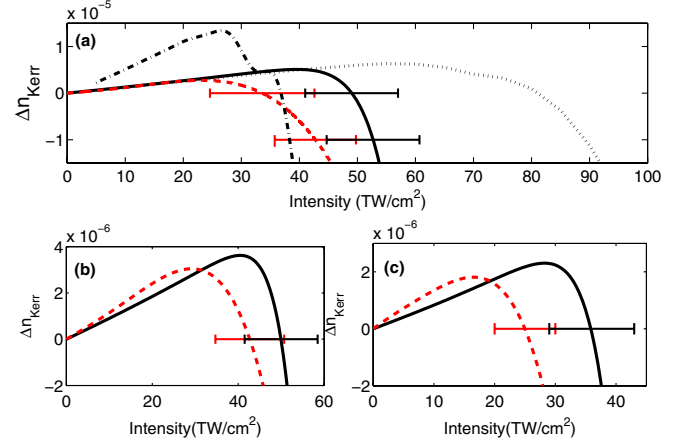 x 10⁻⁵
(a)
1
0
-1
Δn_Kerr
0 10 20 30 40 50 60 70 80 90 100
Intensity (TW/cm²)
x 10⁻⁶
(b)
4
2
0
-2
Δn_Kerr
0 20 40 60
Intensity(TW/cm²)
x 10⁻⁶
(c)
2
0
-2
Δn_Kerr
0 10 20 30 40
Intensity(TW/cm²)